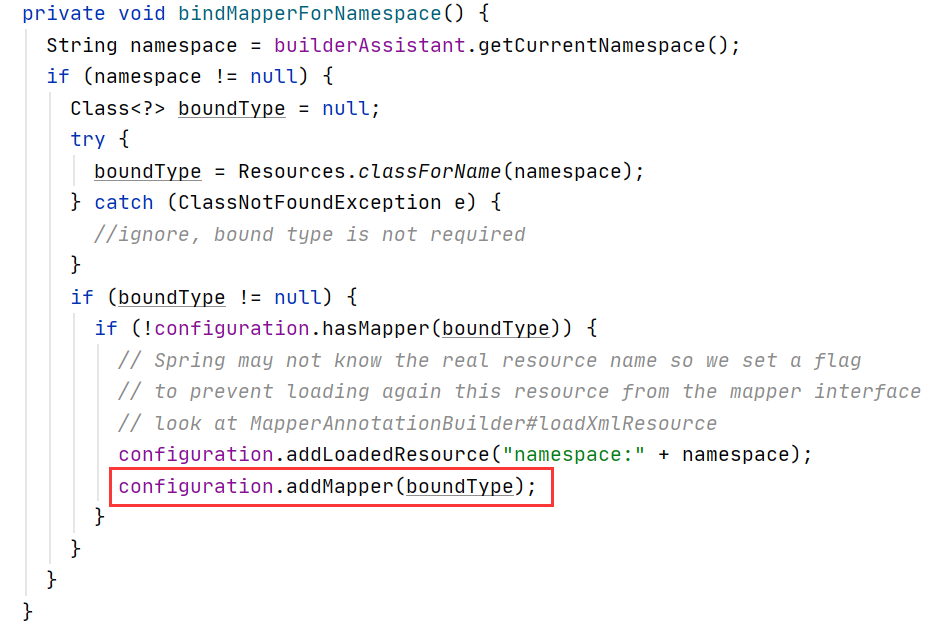 private void bindMapperForNamespace() {
  String namespace = builderAssistant.getCurrentNamespace();
  if (namespace != null) {
    Class<?> boundType = null;
    try {
      boundType = Resources.classForName(namespace);
    } catch (ClassNotFoundException e) {
      //ignore, bound type is not required
    }
    if (boundType != null) {
      if (!configuration.hasMapper(boundType)) {
        // Spring may not know the real resource name so we set a flag
        // to prevent loading again this resource from the mapper interface
        // look at MapperAnnotationBuilder#loadXmlResource
        configuration.addLoadedResource("namespace:" + namespace);
        configuration.addMapper(boundType);
      }
    }
  }
}